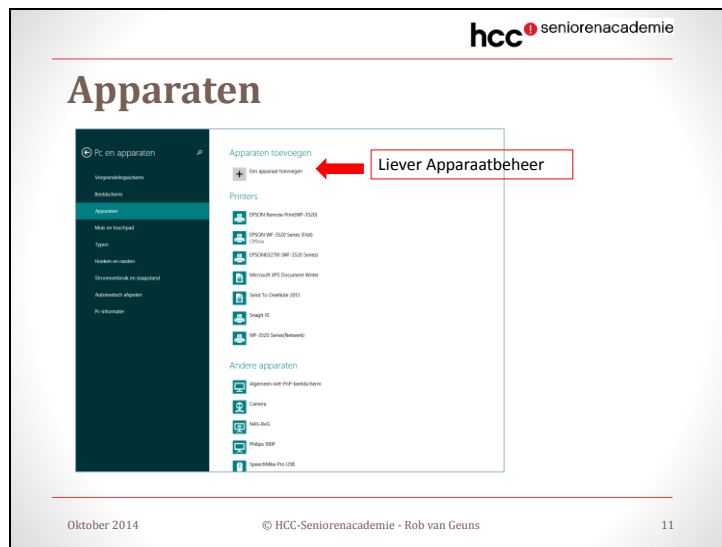 hcc! seniorenacademie
Apparaten
Pc en apparaten
Vergrendelingsscherm
Beeldscherm
Apparaten
Muis en touchpad
Typen
Hoeken en randen
Stroomverbruik en slaapstand
Automatisch afspelen
Pc-informatie
Apparaten toevoegen
Een apparaat toevoegen
Liever Apparaatbeheer
Printers
EPSON Remote Print(WF-3520)
EPSON WF-3520 Series (FAX)
Offline
EPSON032781 (WF-3520 Series)
Microsoft XPS Document Writer
Send To OneNote 2013
Snagit 10
WF-3520 Series(Netwerk)
Andere apparaten
Algemeen niet-PnP-beeldscherm
Camera
NAS-RvG
Philips 190P
SpeechMike Pro USB
Oktober 2014
© HCC-Seniorenacademie - Rob van Geuns
11